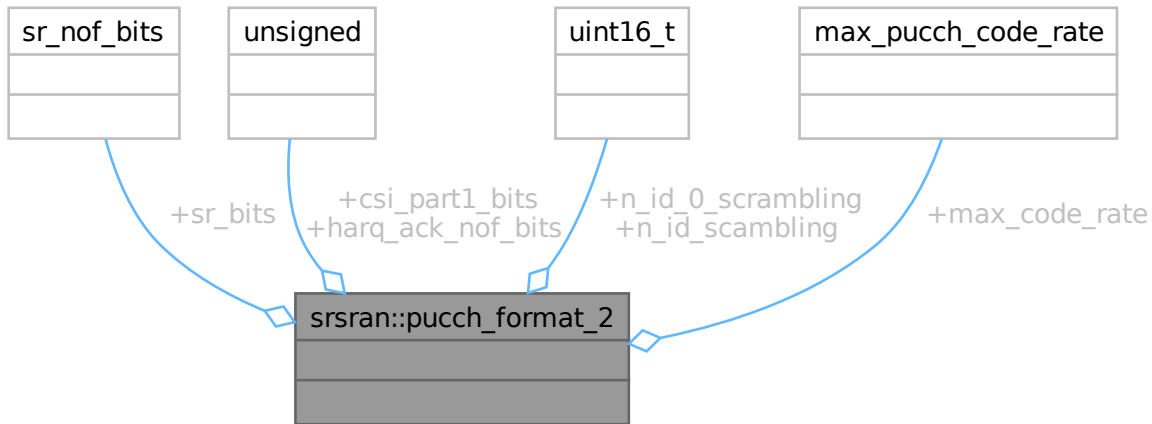 sr_nof_bits
unsigned
uint16_t
max_pucch_code_rate
+sr_bits
+csi_part1_bits
+harq_ack_nof_bits
+n_id_0_scrambling
+n_id_scambling
+max_code_rate
srsran::pucch_format_2